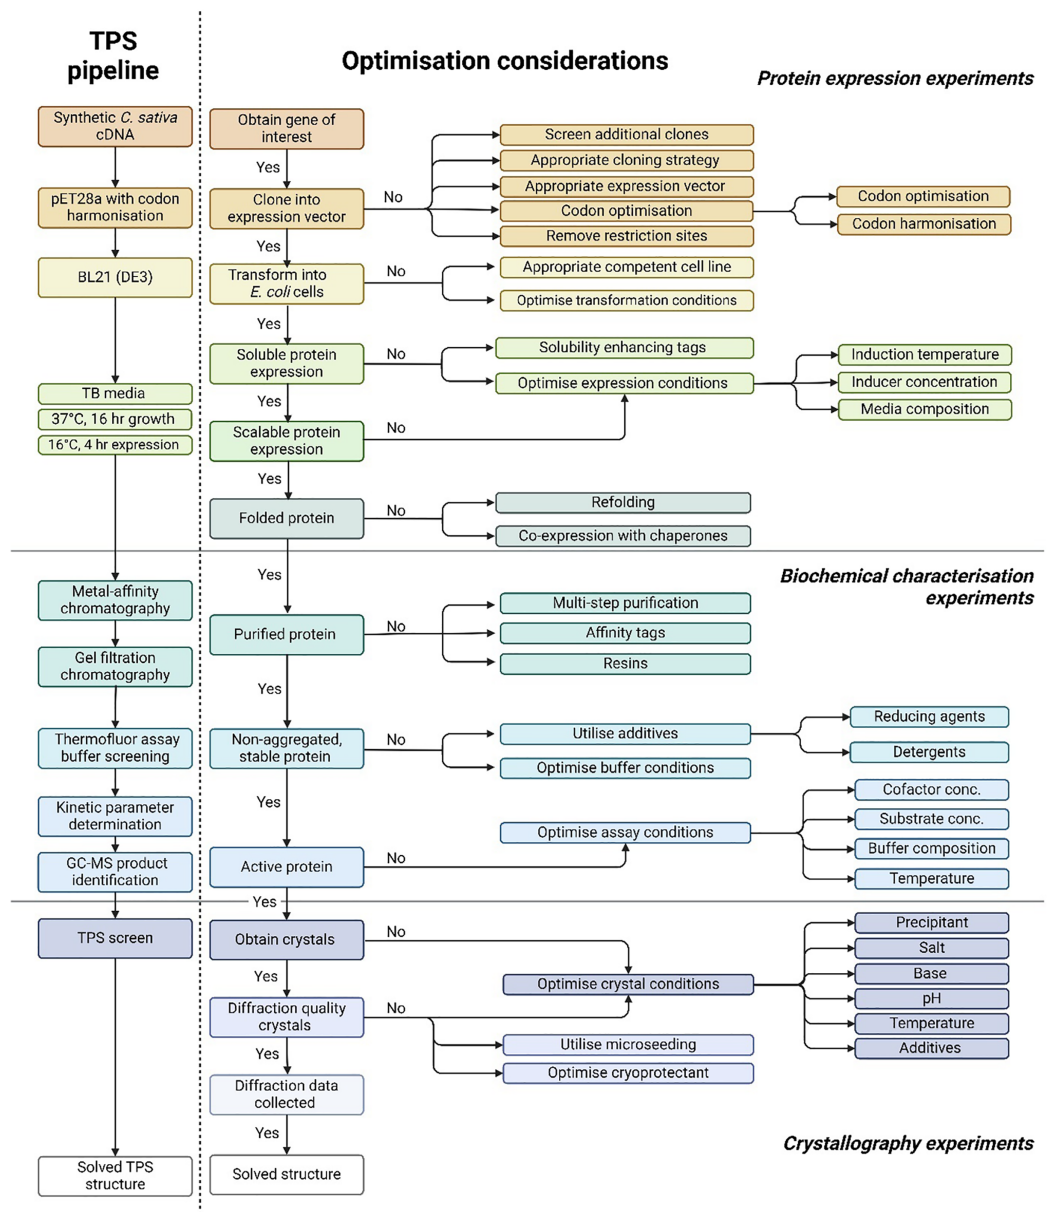 TPS
pipeline
Optimisation considerations
Protein expression experiments
Synthetic C. sativa
cDNA
pET28a with codon
harmonisation
BL21 (DE3)
TB media
37°C, 16 hr growth
16°C, 4 hr expression
Metal-affinity
chromatography
Gel filtration
chromatography
Thermofluor assay
buffer screening
Kinetic parameter
determination
GC-MS product
identification
TPS screen
Solved TPS
structure
Obtain gene of
interest
Yes
Clone into
expression vector
No
Screen additional clones
Appropriate cloning strategy
Appropriate expression vector
Codon optimisation
Remove restriction sites
Codon optimisation
Codon harmonisation
Yes
Transform into
E. coli cells
No
Appropriate competent cell line
Optimise transformation conditions
Yes
Soluble protein
expression
No
Solubility enhancing tags
Optimise expression conditions
Induction temperature
Inducer concentration
Media composition
Yes
Scalable protein
expression
No
Yes
Folded protein
No
Refolding
Co-expression with chaperones
Yes
Biochemical characterisation
experiments
Purified protein
No
Multi-step purification
Affinity tags
Resins
Yes
Non-aggregated,
stable protein
No
Utilise additives
Optimise buffer conditions
Reducing agents
Detergents
Yes
Active protein
No
Optimise assay conditions
Cofactor conc.
Substrate conc.
Buffer composition
Temperature
Yes
Obtain crystals
No
Optimise crystal conditions
Precipitant
Salt
Base
pH
Temperature
Additives
Yes
Diffraction quality
crystals
No
Utilise microseeding
Optimise cryoprotectant
Yes
Diffraction data
collected
Yes
Solved structure
Crystallography experiments